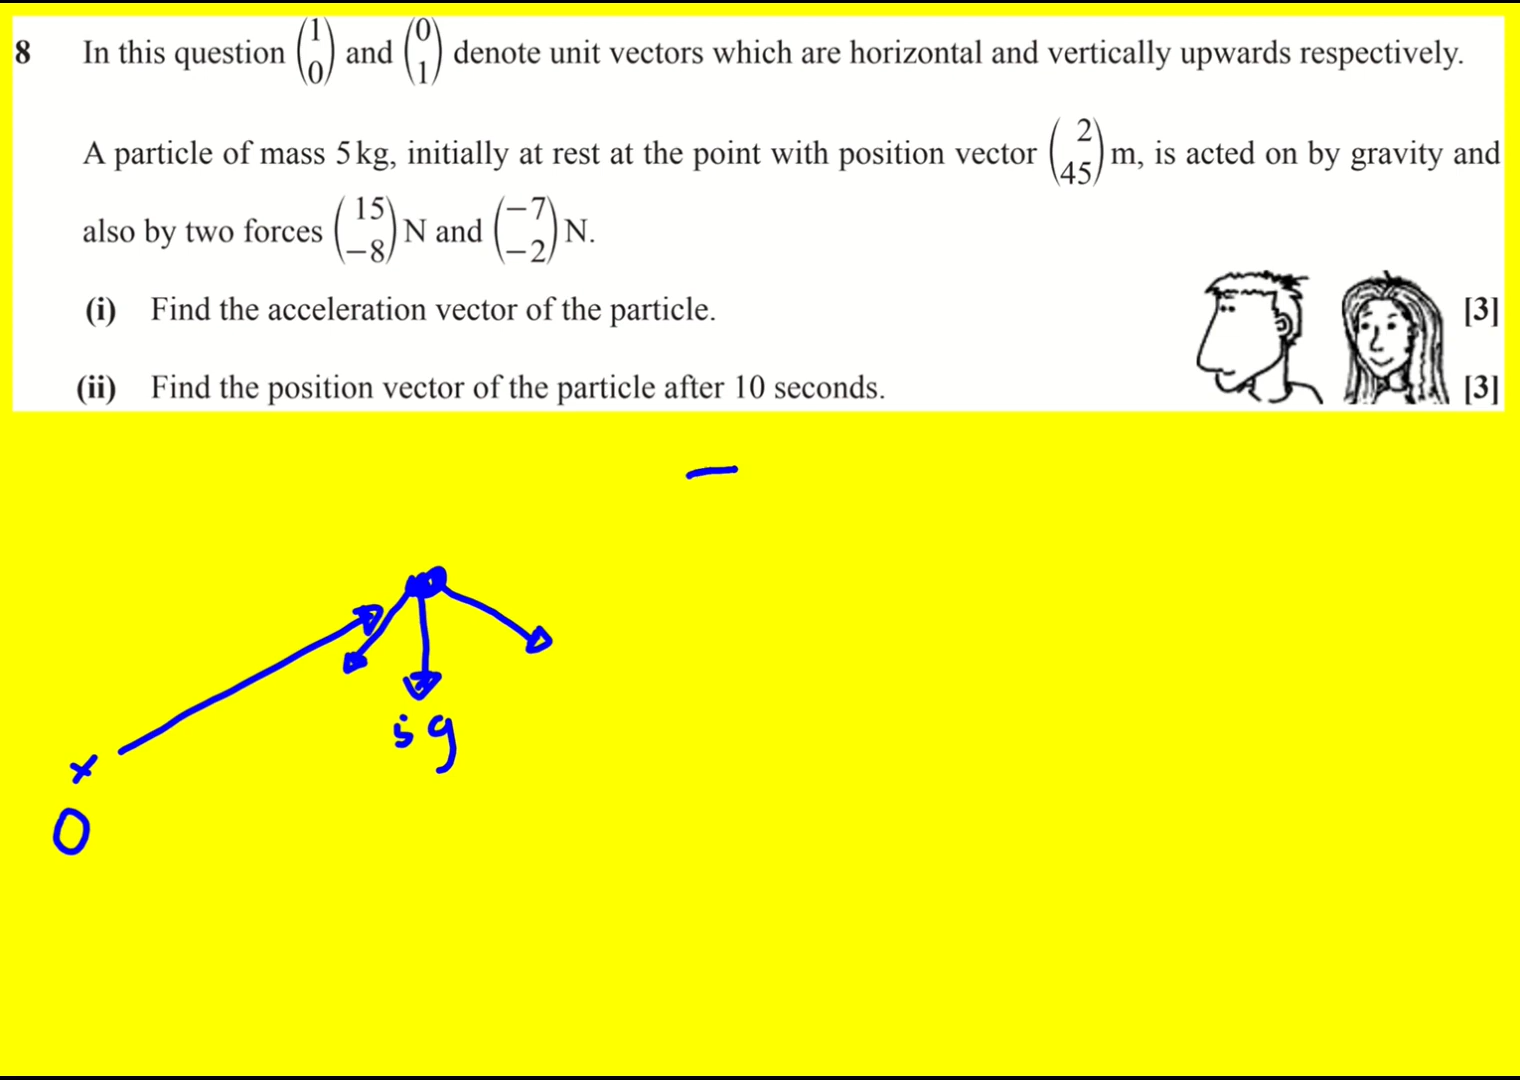 8 In this question (1 0) and (0 1) denote unit vectors which are horizontal and vertically upwards respectively.
A particle of mass 5 kg, initially at rest at the point with position vector (2 45) m, is acted on by gravity and
also by two forces (15 −8) N and (−7 −2) N.
(i) Find the acceleration vector of the particle. [3]
(ii) Find the position vector of the particle after 10 seconds. [3]
5g
O